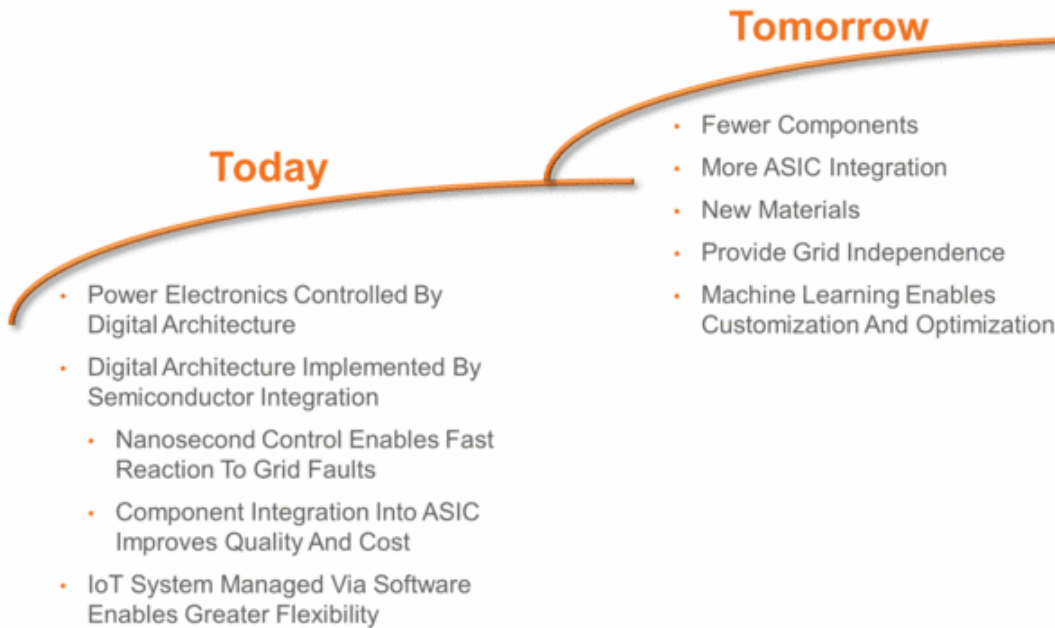 Today
• Power Electronics Controlled By
Digital Architecture
• Digital Architecture Implemented By
Semiconductor Integration
• Nanosecond Control Enables Fast
Reaction To Grid Faults
• Component Integration Into ASIC
Improves Quality And Cost
• IoT System Managed Via Software
Enables Greater Flexibility
Tomorrow
• Fewer Components
• More ASIC Integration
• New Materials
• Provide Grid Independence
• Machine Learning Enables
Customization And Optimization